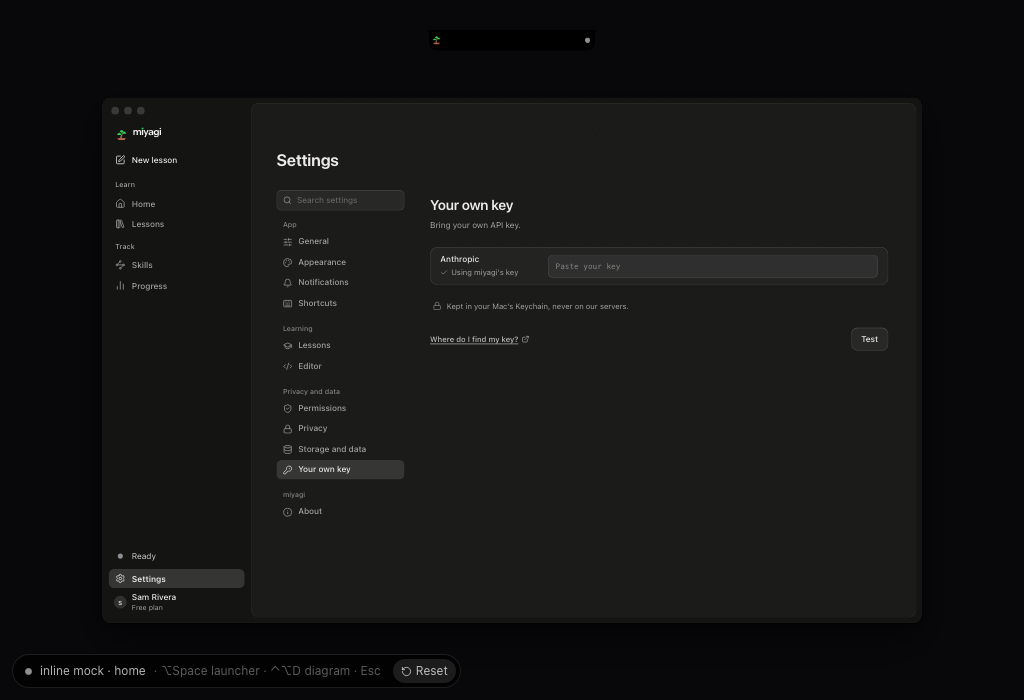 miyagi
New lesson
Learn
Home
Lessons
Track
Skills
Progress
Ready
Settings
S
Sam Rivera
Free plan
Settings
Search settings
App
General
Appearance
Notifications
Shortcuts
Learning
Lessons
Editor
Privacy and data
Permissions
Privacy
Storage and data
Your own key
miyagi
About
Your own key
Bring your own API key.
Anthropic
Using miyagi's key
Paste your key
Kept in your Mac's Keychain, never on our servers.
Where do I find my key?
Test
inline mock · home · ⌥Space launcher · ^⌥D diagram · Esc
Reset